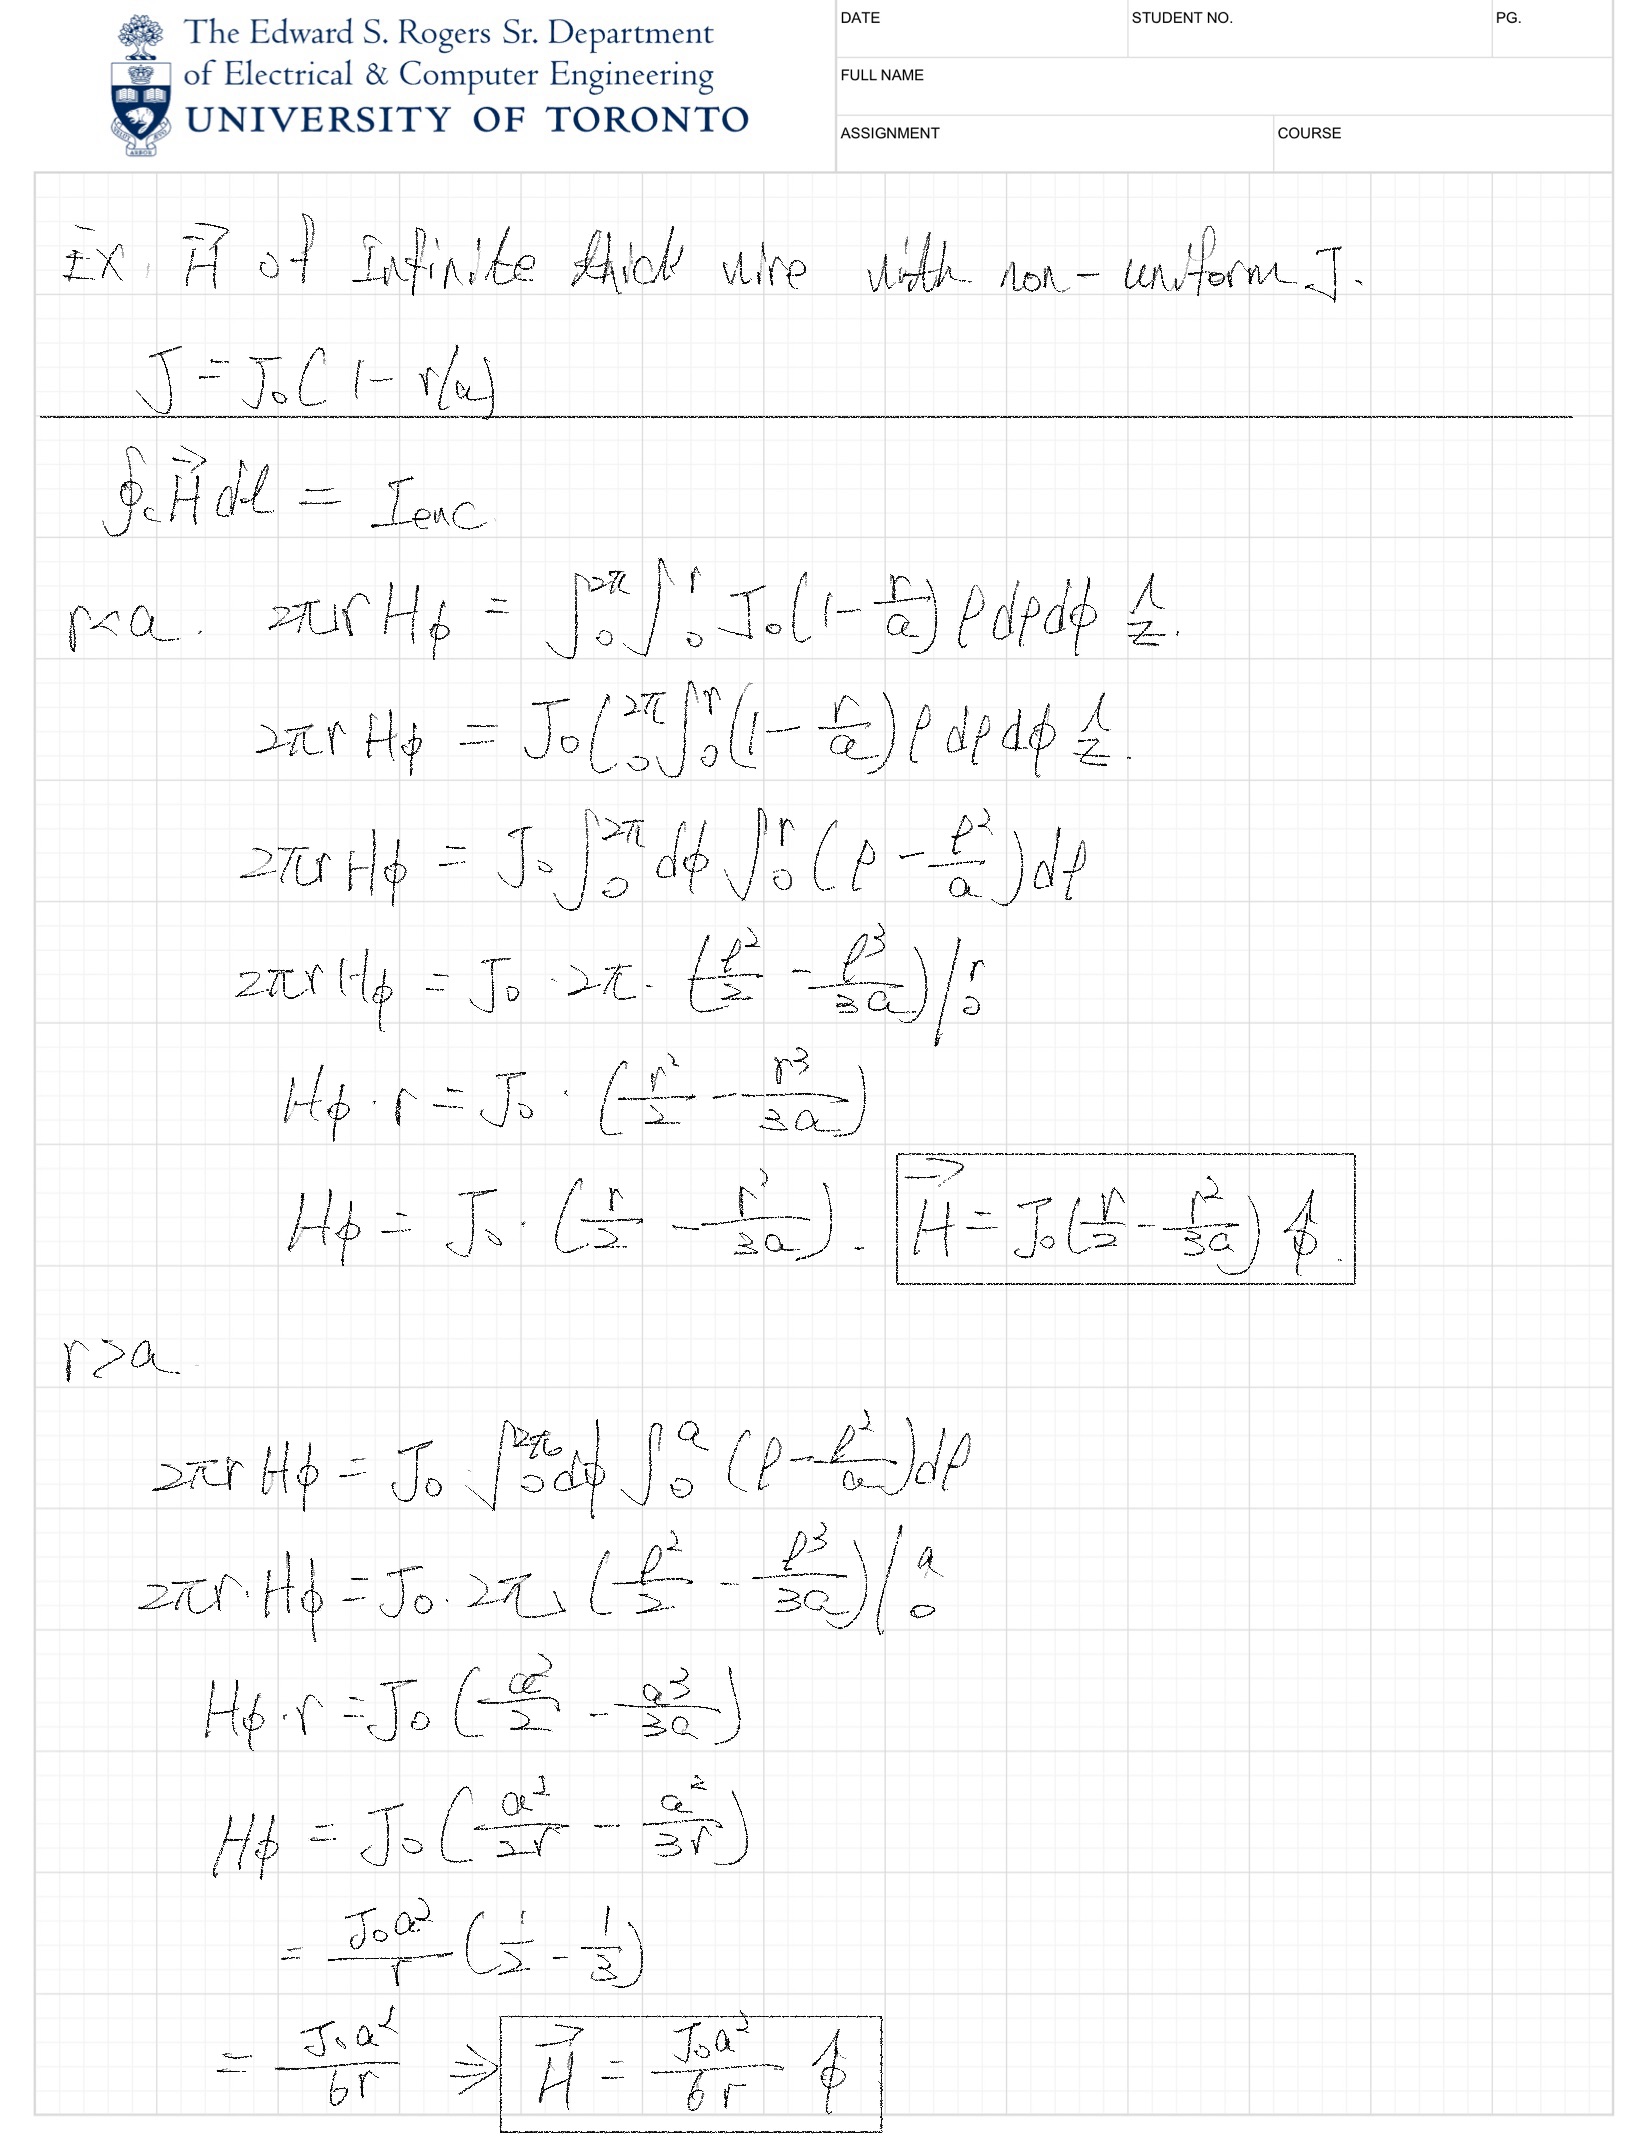 The Edward S. Rogers Sr. Department
of Electrical & Computer Engineering
UNIVERSITY OF TORONTO
DATE STUDENT NO. PG.
FULL NAME
ASSIGNMENT COURSE
Ex. H⃗ of Infinite thick wire with non-uniform J.
J = J₀(1 - r/a)
∮c H⃗ dl = Ienc
r<a. 2πr Hϕ = ∫₀^2π ∫₀^r J₀(1 - r/a) ρ dρ dϕ ẑ.
2πr Hϕ = J₀ ∫₀^2π ∫₀^r (1 - r/a) ρ dρ dϕ ẑ.
2πr Hϕ = J₀ ∫₀^2π dϕ ∫₀^r (ρ - ρ²/a) dρ
2πr Hϕ = J₀ · 2π · (ρ²/2 - ρ³/3a) |₀^r
Hϕ · r = J₀ · (r²/2 - r³/3a)
Hϕ = J₀ · (r/2 - r²/3a). H⃗ = J₀(r/2 - r²/3a) ϕ̂.
r>a
2πr Hϕ = J₀ · ∫₀^2π dϕ ∫₀^a (ρ - ρ²/a) dρ
2πr · Hϕ = J₀ · 2π · (ρ²/2 - ρ³/3a) |₀^a
Hϕ · r = J₀ (a²/2 - a³/3a)
Hϕ = J₀ (a²/2r - a²/3r)
= J₀a²/r (1/2 - 1/3)
= J₀a²/6r ⇒ H⃗ = J₀a²/6r ϕ̂